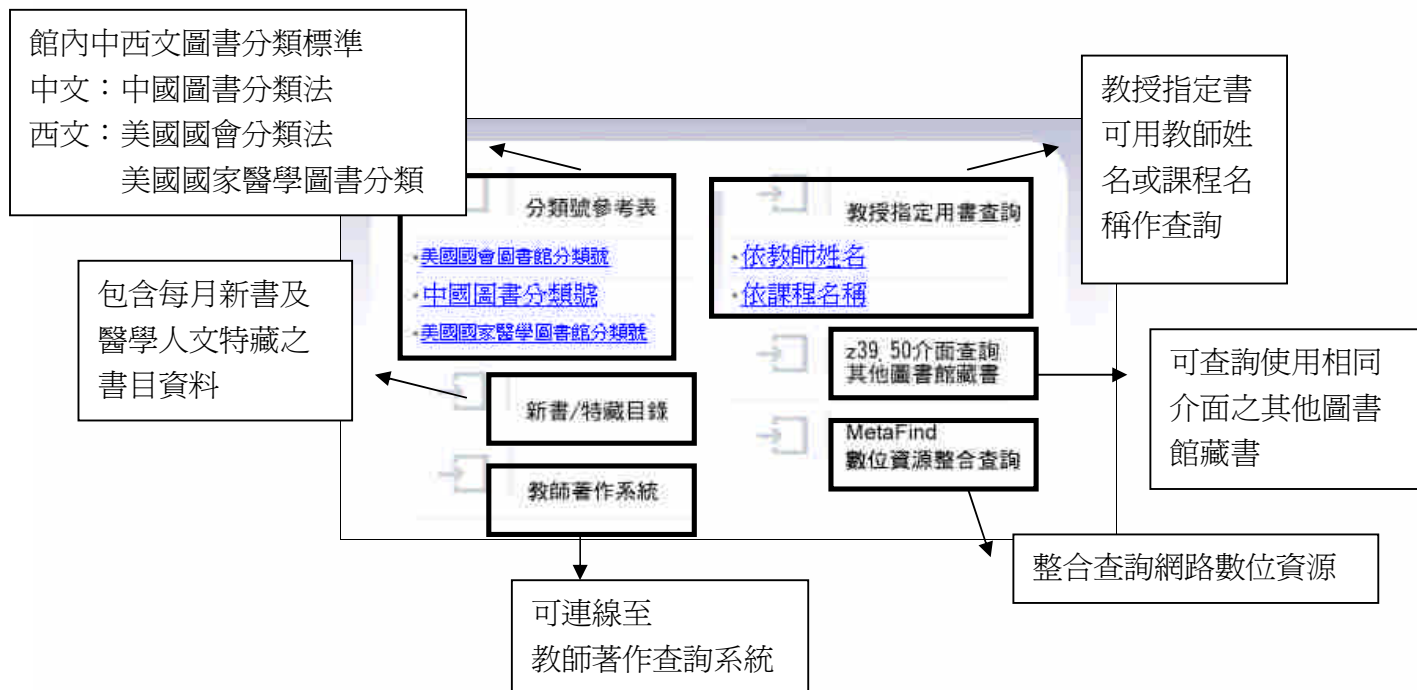 館內中西文圖書分類標準
中文：中國圖書分類法
西文：美國國會分類法
美國國家醫學圖書分類
教授指定書
可用教師姓
名或課程名
稱作查詢
分類號參考表
·美國國會圖書館分類號
·中國圖書分類號
·美國國家醫學圖書館分類號
教授指定用書查詢
·依教師姓名
·依課程名稱
包含每月新書及
醫學人文特藏之
書目資料
z39.50介面查詢
其他圖書館藏書
可查詢使用相同
介面之其他圖書
館藏書
新書/特藏目錄
MetaFind
數位資源整合查詢
教師著作系統
整合查詢網路數位資源
可連線至
教師著作查詢系統